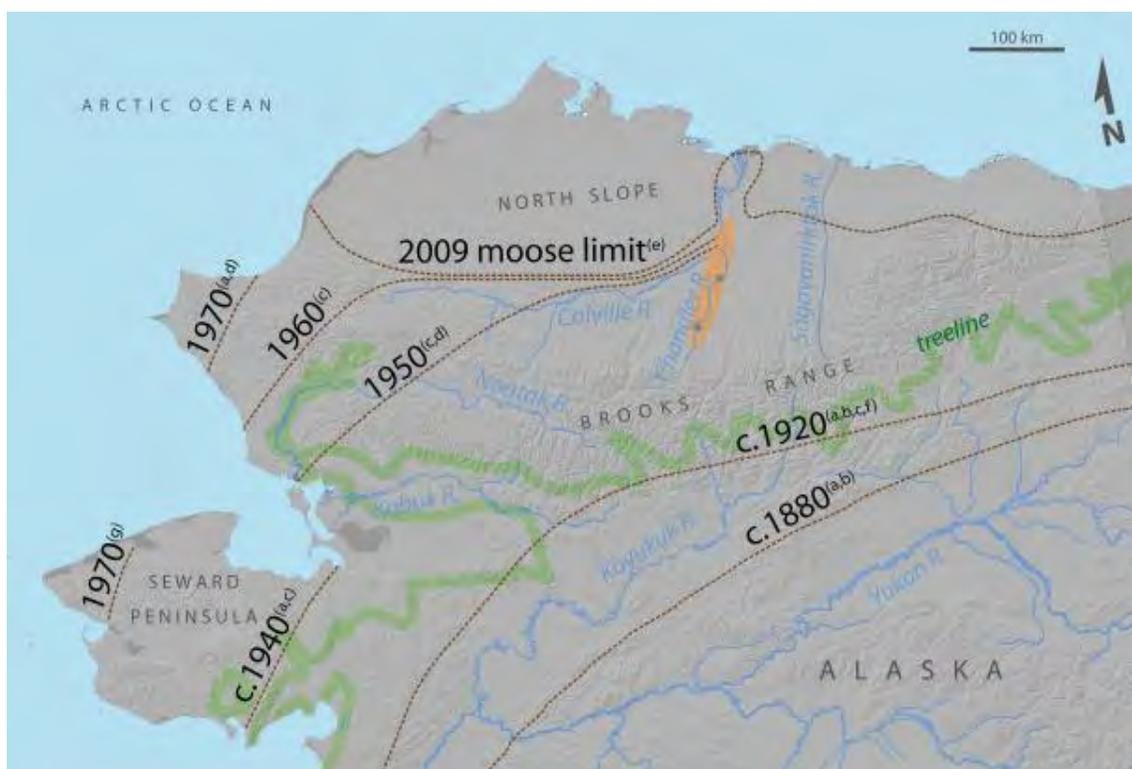 100 km
ARCTIC OCEAN
N
NORTH SLOPE
2009 moose limit(e)
1970(a,d)
1960(c)
1950(c,d)
Colville R.
Chandler R.
Sagavanirktok R.
treeline
Noatak R.
BROOKS RANGE
c.1920(a,b,c,f)
Kobuk R.
c.1880(a,b)
Koyukuk R.
1970(g)
SEWARD
PENINSULA
c.1940(a,c)
Yukon R.
ALASKA